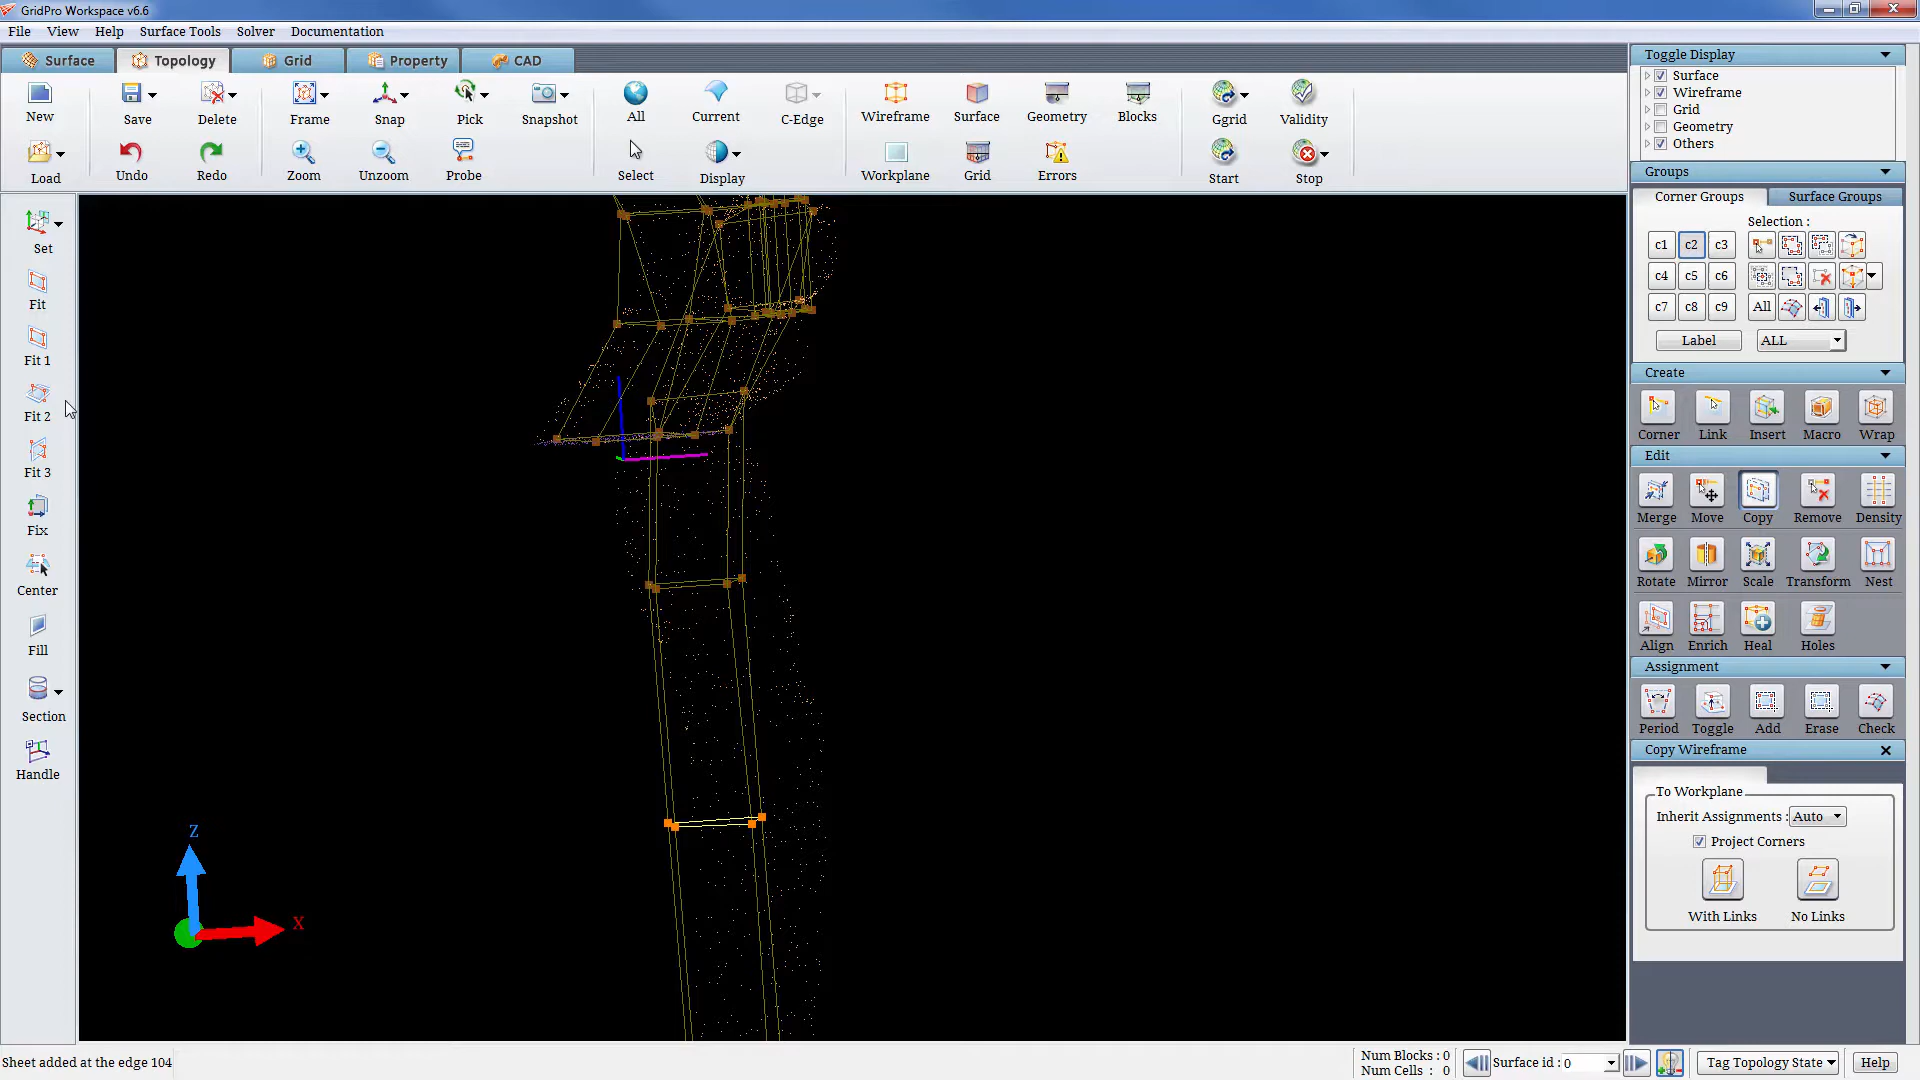 GridPro Workspace v6.6
File View Help Surface Tools Solver Documentation
Surface Topology Grid Property CAD
New Save Delete Frame Snap Pick Snapshot All Current C-Edge Wireframe Surface Geometry Blocks Ggrid Validity
Load Undo Redo Zoom Unzoom Probe Select Display Workplane Grid Errors Start Stop
Set
Fit
Fit 1
Fit 2
Fit 3
Fix
Center
Fill
Section
Handle
Z
X
Toggle Display
Surface
Wireframe
Grid
Geometry
Others
Groups
Corner Groups Surface Groups
Selection :
c1 c2 c3
c4 c5 c6
c7 c8 c9 All
Label ALL
Create
Corner Link Insert Macro Wrap
Edit
Merge Move Copy Remove Density
Rotate Mirror Scale Transform Nest
Align Enrich Heal Holes
Assignment
Period Toggle Add Erase Check
Copy Wireframe
To Workplane
Inherit Assignments : Auto
Project Corners
With Links No Links
Sheet added at the edge 104
Num Blocks : 0
Num Cells : 0
Surface id : 0
Tag Topology State
Help